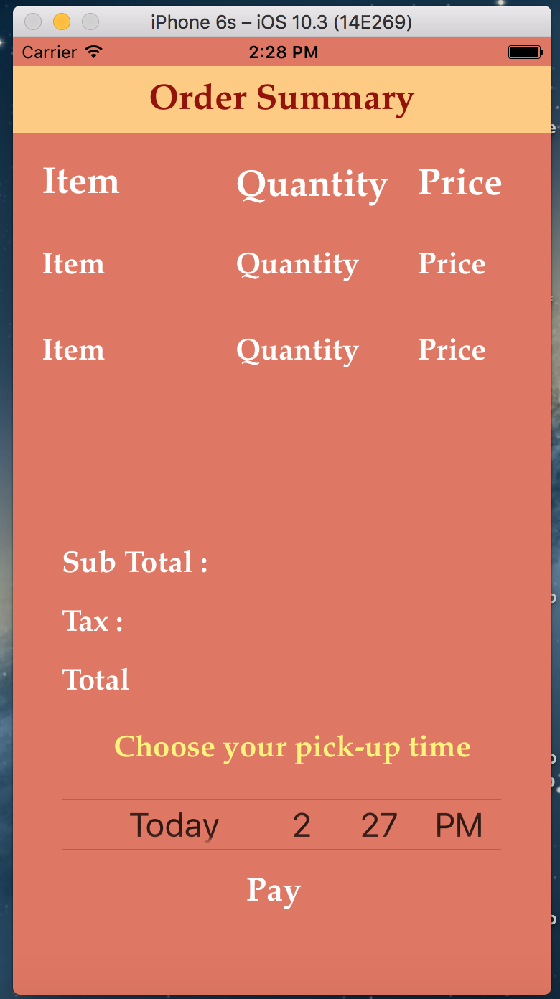 iPhone 6s – iOS 10.3 (14E269)
Carrier 2:28 PM
Order Summary
Item Quantity Price
Item Quantity Price
Item Quantity Price
Sub Total :
Tax :
Total
Choose your pick-up time
Today 2 27 PM
Pay